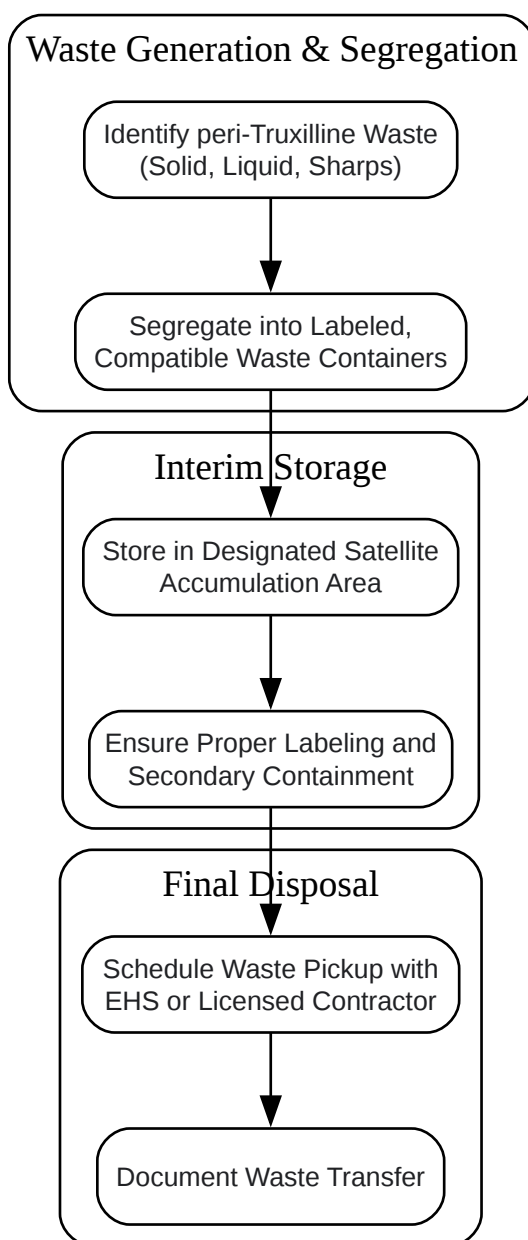 Waste Generation & Segregation
Identify peri-Truxilline Waste
(Solid, Liquid, Sharps)
Segregate into Labeled,
Compatible Waste Containers
Interim Storage
Store in Designated Satellite
Accumulation Area
Ensure Proper Labeling and
Secondary Containment
Final Disposal
Schedule Waste Pickup with
EHS or Licensed Contractor
Document Waste Transfer